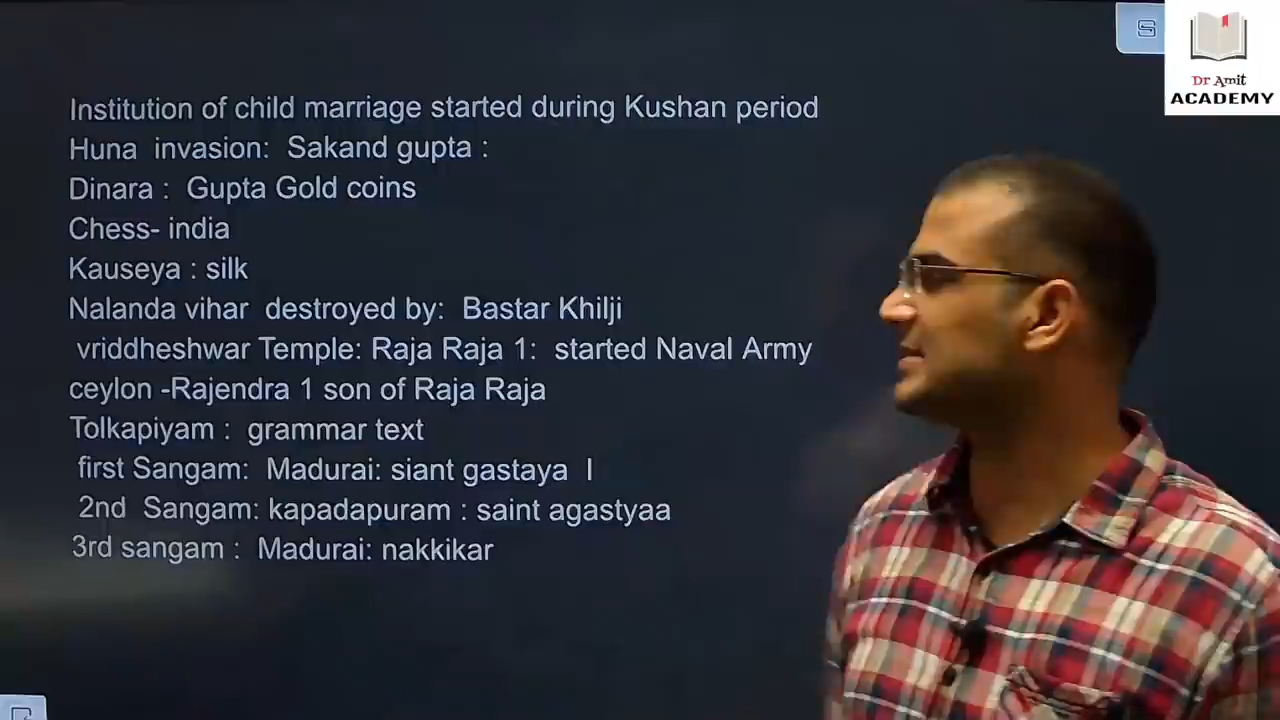 Dr Amit
ACADEMY
Institution of child marriage started during Kushan period
Huna invasion: Sakand gupta :
Dinara : Gupta Gold coins
Chess- india
Kauseya : silk
Nalanda vihar destroyed by: Bastar Khilji
vriddheshwar Temple: Raja Raja 1: started Naval Army
ceylon -Rajendra 1 son of Raja Raja
Tolkapiyam : grammar text
first Sangam: Madurai: siant gastaya I
2nd Sangam: kapadapuram : saint agastyaa
3rd sangam : Madurai: nakkikar